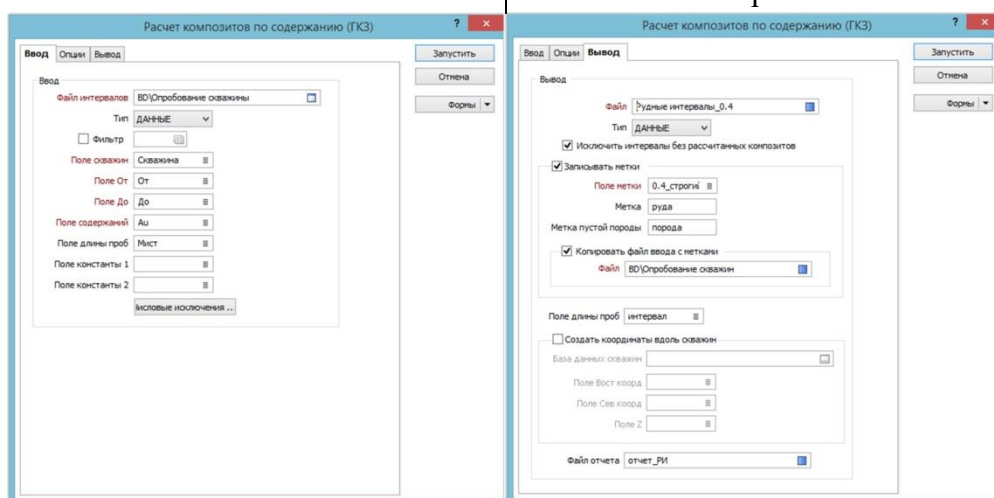 Расчет композитов по содержанию (ГКЗ)
Ввод Опции Вывод
Запустить
Отмена
Формы
Ввод
Файл интервалов BD\Опробование скважины
Тип ДАННЫЕ
Фильтр
Поле скважин Скважина
Поле От От
Поле До До
Поле содержаний Au
Поле длины проб Мист
Поле константы 1
Поле константы 2
Числовые исключения ..
Расчет композитов по содержанию (ГКЗ)
Ввод Опции Вывод
Запустить
Отмена
Формы
Вывод
Файл Рудные интервалы_0.4
Тип ДАННЫЕ
Исключить интервалы без рассчитанных композитов
Записывать метки
Поле метки 0.4_строгий
Метка руда
Метка пустой породы порода
Копировать файл ввода с метками
Файл BD\Опробование скважин
Поле длины проб интервал
Создать координаты вдоль скважин
База данных скважин
Поле Вост коорд
Поле Сев коорд
Поле Z
Файл отчета отчет_РИ